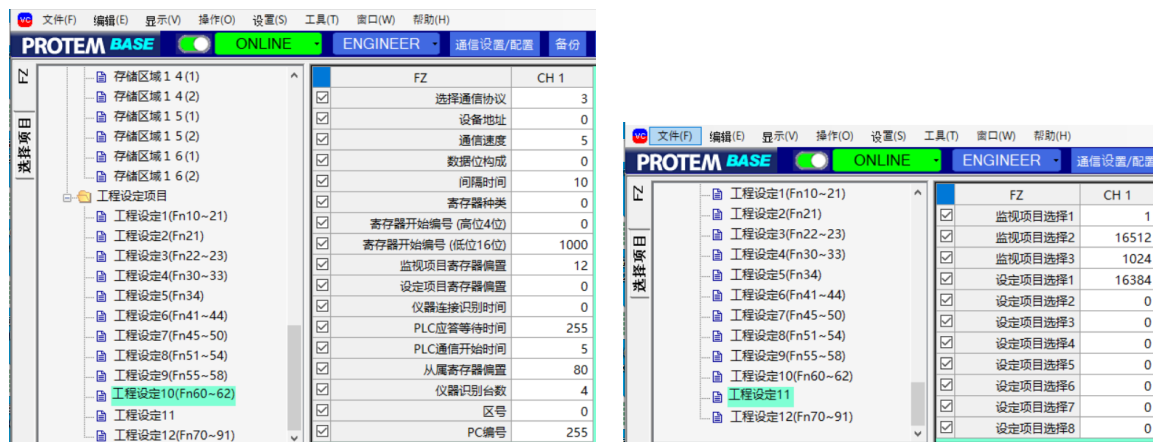 文件(F) 编辑(E) 显示(V) 操作(O) 设置(S) 工具(T) 窗口(W) 帮助(H)
PROTEM BASE ONLINE ENGINEER 通信设置/配置 备份
FZ
选择项目
存储区域１４(1)
存储区域１４(2)
存储区域１５(1)
存储区域１５(2)
存储区域１６(1)
存储区域１６(2)
工程设定项目
工程设定1(Fn10~21)
工程设定2(Fn21)
工程设定3(Fn22~23)
工程设定4(Fn30~33)
工程设定5(Fn34)
工程设定6(Fn41~44)
工程设定7(Fn45~50)
工程设定8(Fn51~54)
工程设定9(Fn55~58)
工程设定10(Fn60~62)
工程设定11
工程设定12(Fn70~91)
FZ CH 1
选择通信协议 3
设备地址 0
通信速度 5
数据位构成 0
间隔时间 10
寄存器种类 0
寄存器开始编号 (高位4位) 0
寄存器开始编号 (低位16位) 1000
监视项目寄存器偏置 12
设定项目寄存器偏置 0
仪器连接识别时间 0
PLC应答等待时间 255
PLC通信开始时间 5
从属寄存器偏置 80
仪器识别台数 4
区号 0
PC编号 255
文件(F) 编辑(E) 显示(V) 操作(O) 设置(S) 工具(T) 窗口(W) 帮助(H)
PROTEM BASE ONLINE ENGINEER 通信设置/配置
FZ
选择项目
工程设定1(Fn10~21)
工程设定2(Fn21)
工程设定3(Fn22~23)
工程设定4(Fn30~33)
工程设定5(Fn34)
工程设定6(Fn41~44)
工程设定7(Fn45~50)
工程设定8(Fn51~54)
工程设定9(Fn55~58)
工程设定10(Fn60~62)
工程设定11
工程设定12(Fn70~91)
FZ CH 1
监视项目选择1 1
监视项目选择2 16512
监视项目选择3 1024
设定项目选择1 16384
设定项目选择2 0
设定项目选择3 0
设定项目选择4 0
设定项目选择5 0
设定项目选择6 0
设定项目选择7 0
设定项目选择8 0